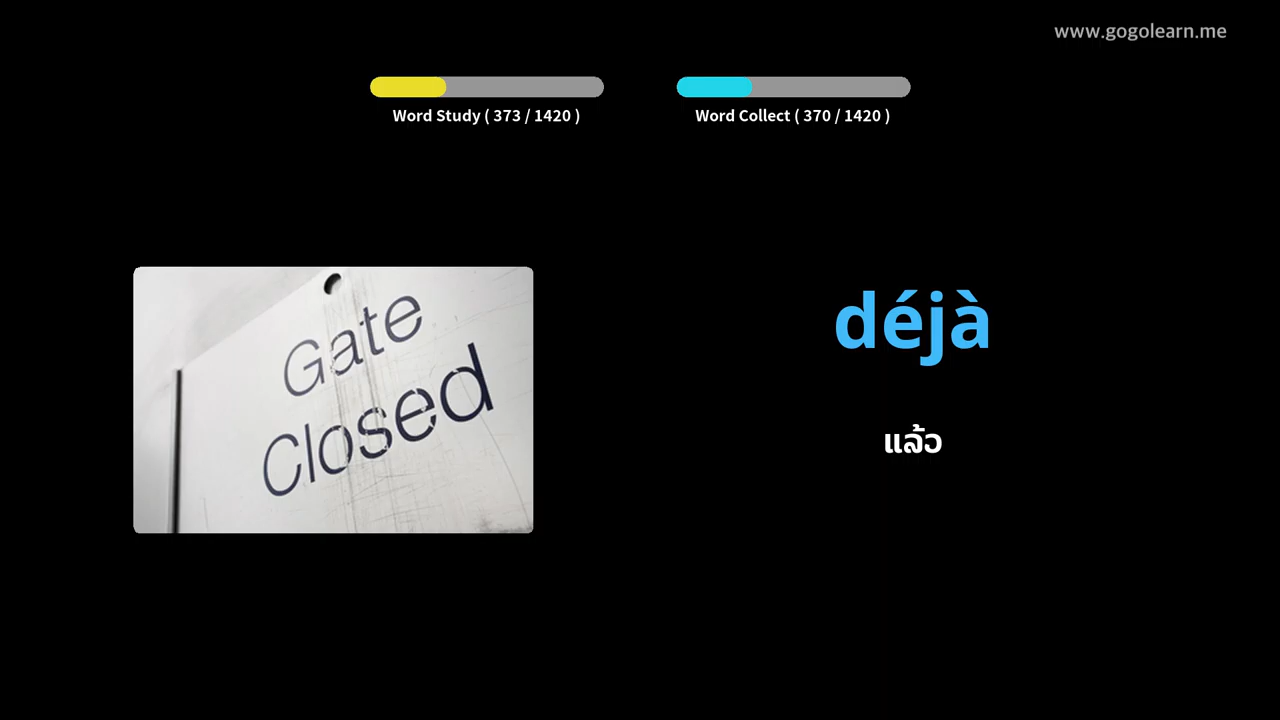 www.gogolearn.me
Word Study ( 373 / 1420 )
Word Collect ( 370 / 1420 )
Gate
Closed
déjà
แล้ว